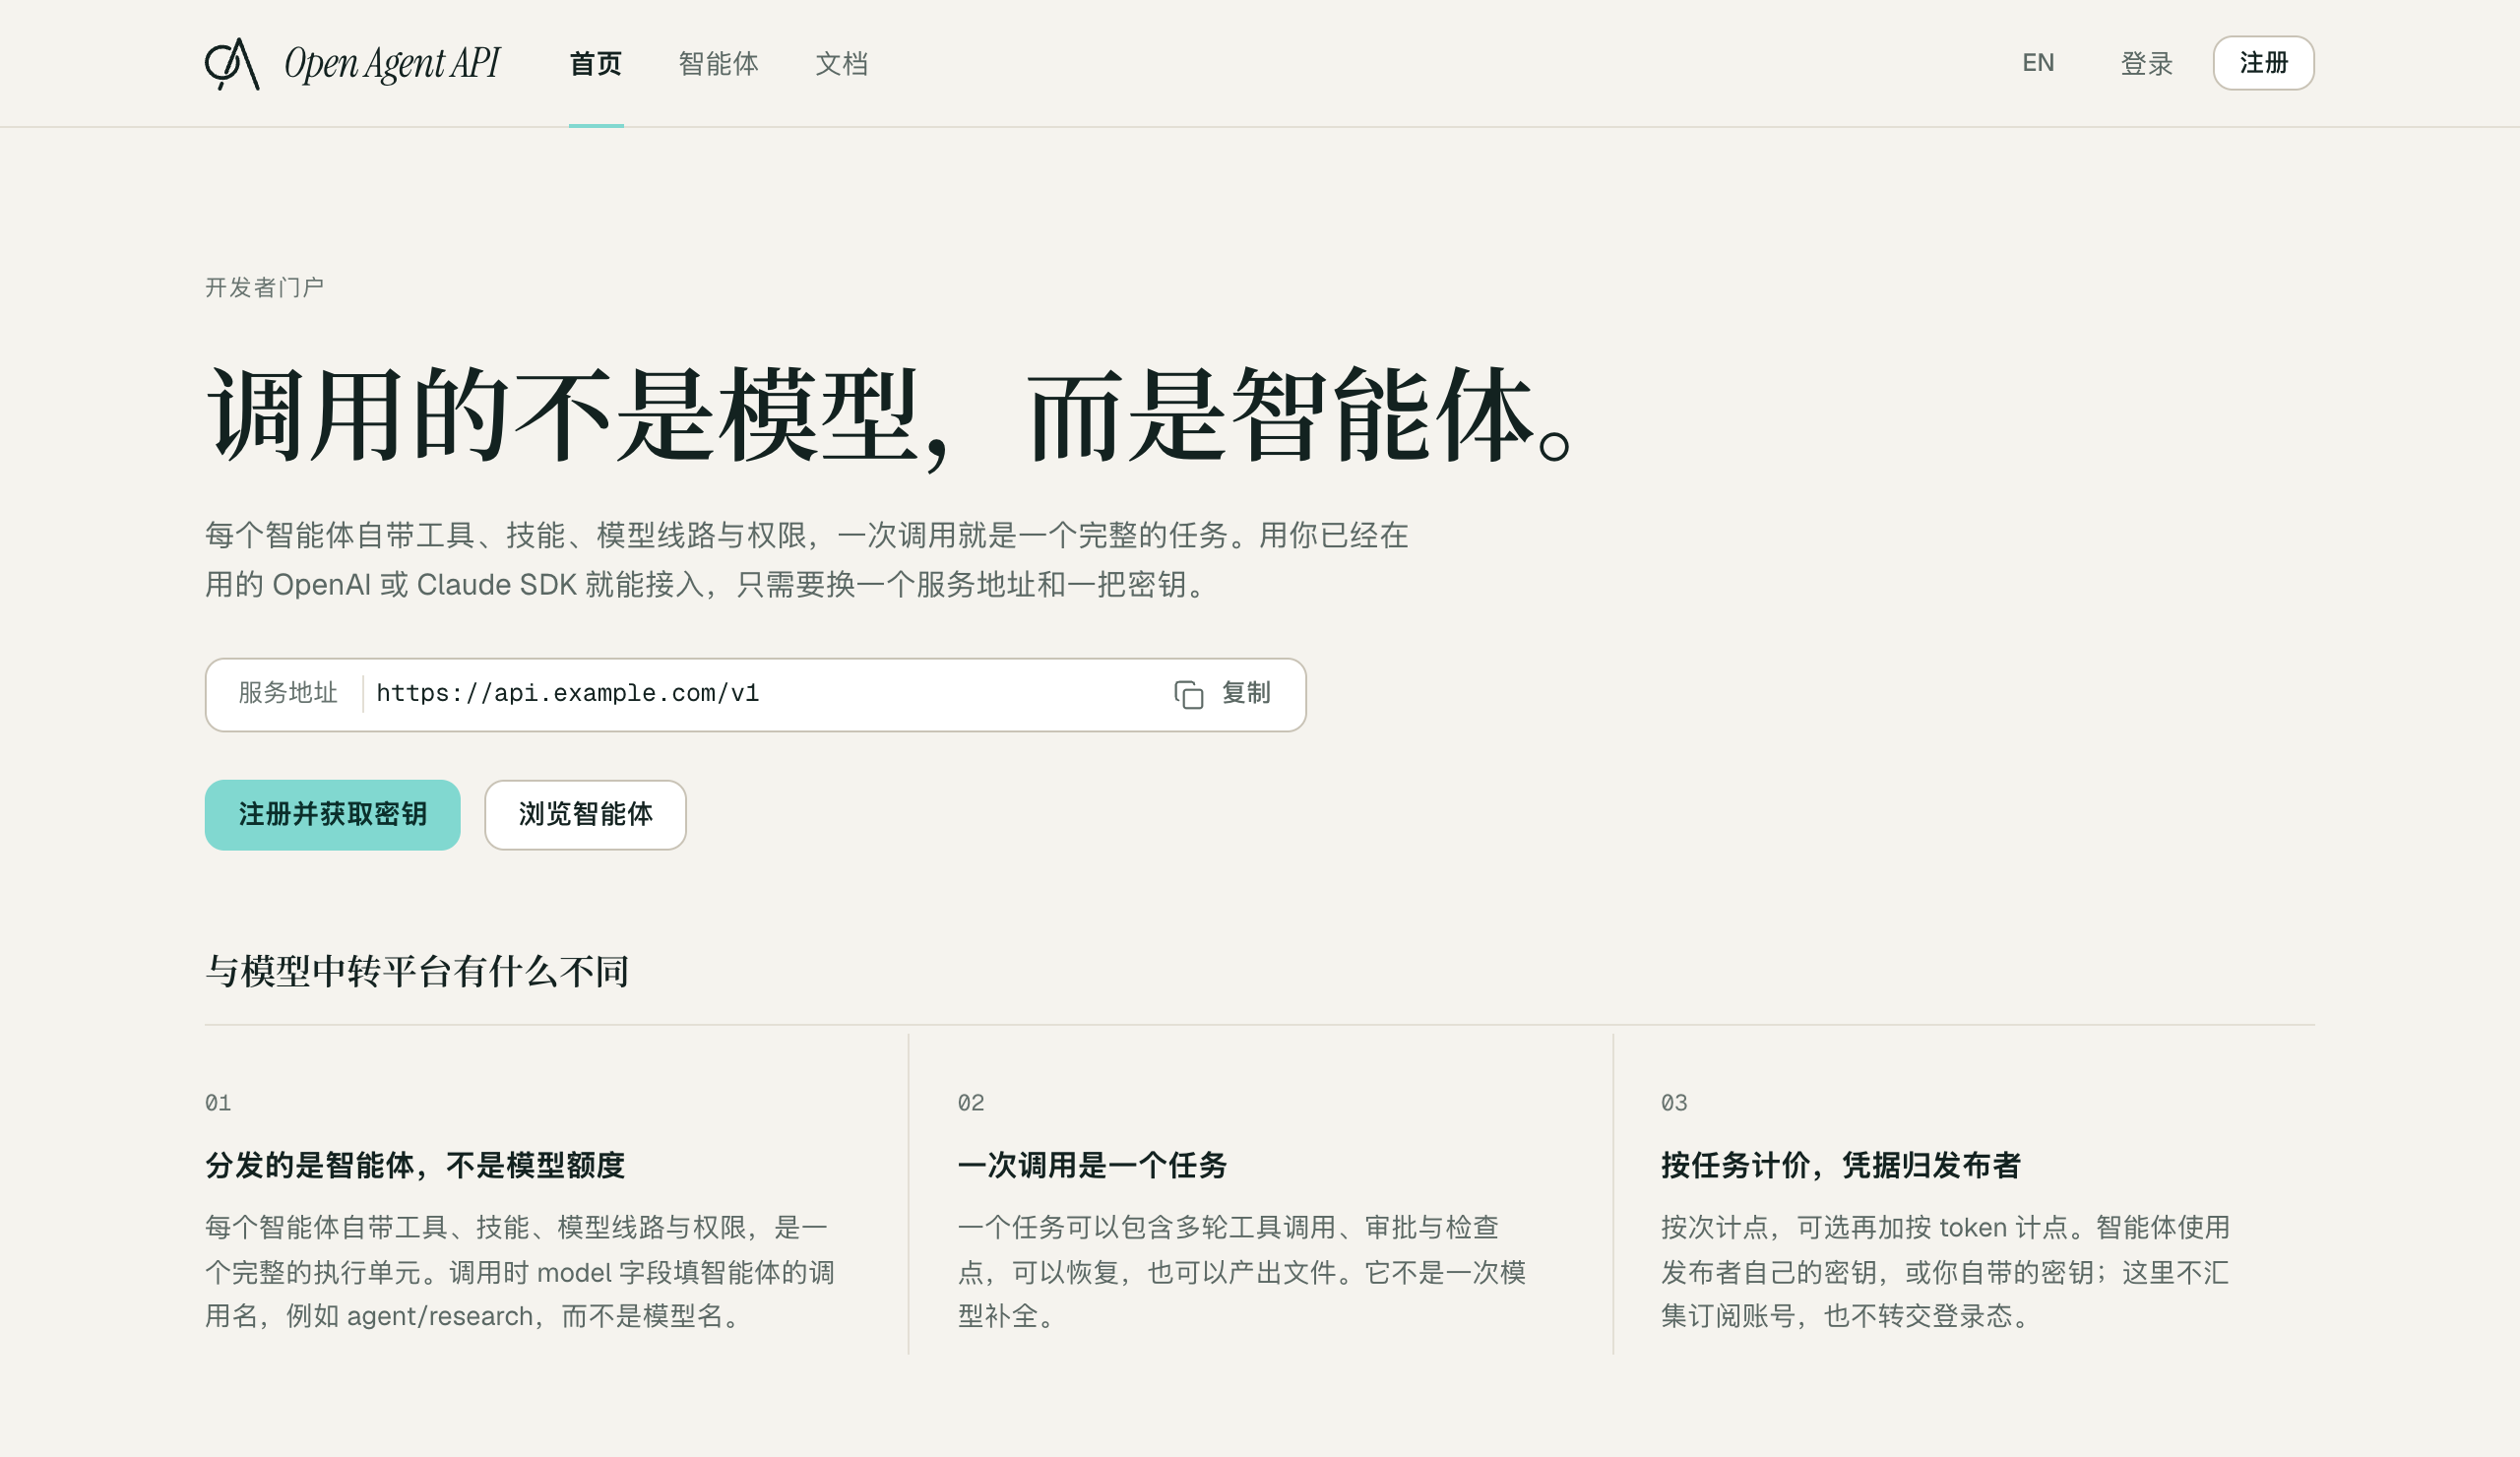 Open Agent API
首页
智能体
文档
EN
登录
注册
开发者门户
调用的不是模型，而是智能体。
每个智能体自带工具、技能、模型线路与权限，一次调用就是一个完整的任务。用你已经在
用的 OpenAI 或 Claude SDK 就能接入，只需要换一个服务地址和一把密钥。
服务地址
https://api.example.com/v1
复制
注册并获取密钥
浏览智能体
与模型中转平台有什么不同
01
分发的是智能体，不是模型额度
每个智能体自带工具、技能、模型线路与权限，是一
个完整的执行单元。调用时 model 字段填智能体的调
用名，例如 agent/research，而不是模型名。
02
一次调用是一个任务
一个任务可以包含多轮工具调用、审批与检查
点，可以恢复，也可以产出文件。它不是一次模
型补全。
03
按任务计价，凭据归发布者
按次计点，可选再加按 token 计点。智能体使用
发布者自己的密钥，或你自带的密钥；这里不汇
集订阅账号，也不转交登录态。